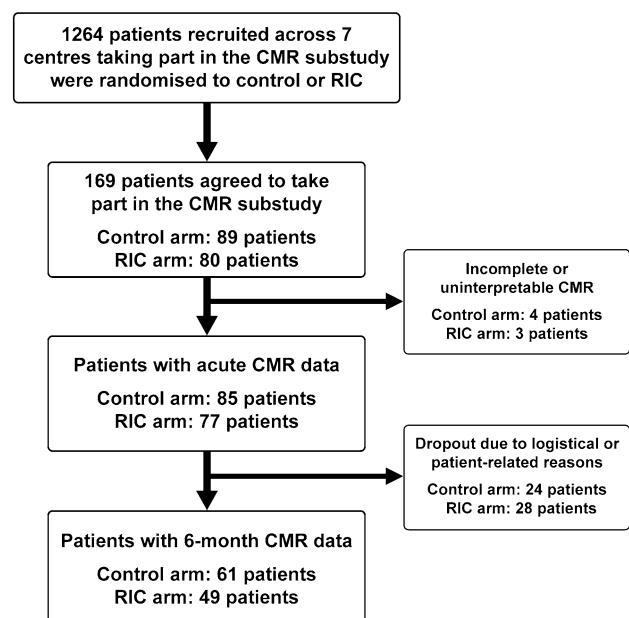 1264 patients recruited across 7
centres taking part in the CMR substudy
were randomised to control or RIC
169 patients agreed to take
part in the CMR substudy
Control arm: 89 patients
RIC arm: 80 patients
Incomplete or
uninterpretable CMR
Control arm: 4 patients
RIC arm: 3 patients
Patients with acute CMR data
Control arm: 85 patients
RIC arm: 77 patients
Dropout due to logistical or
patient-related reasons
Control arm: 24 patients
RIC arm: 28 patients
Patients with 6-month CMR data
Control arm: 61 patients
RIC arm: 49 patients